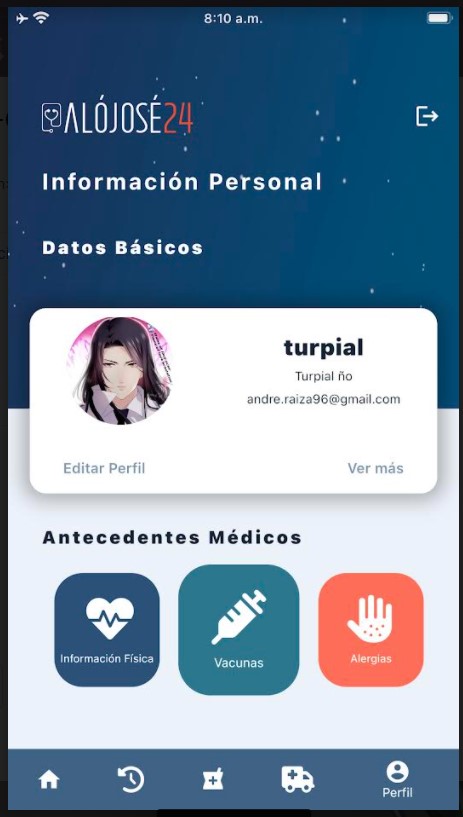 8:10 a.m.
ALÓJOSÉ24
Información Personal
Datos Básicos
turpial
Turpial ño
andre.raiza96@gmail.com
Editar Perfil
Ver más
Antecedentes Médicos
Información Física
Vacunas
Alergias
Perfil